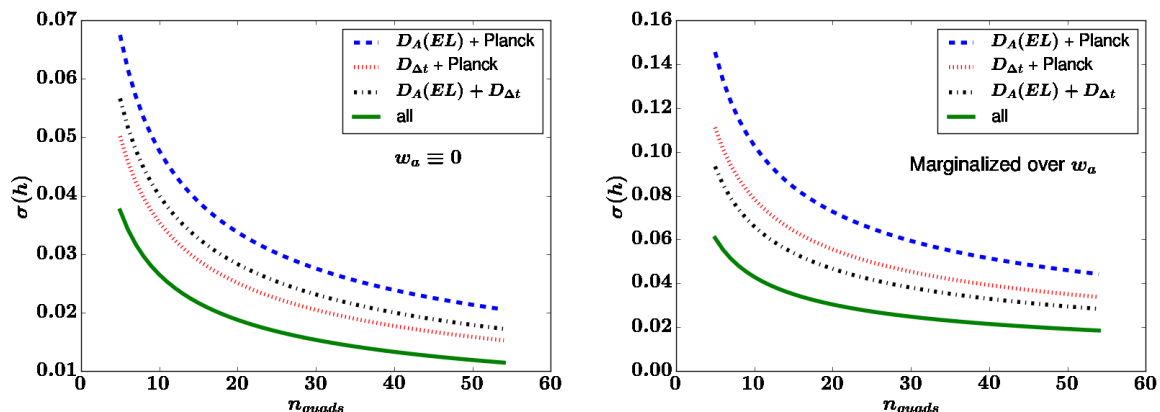 0.07
0.06
0.05
0.04
0.03
0.02
0.01
σ(h)
D_A(EL) + Planck
D_Δt + Planck
D_A(EL) + D_Δt
all
w_a ≡ 0
0 10 20 30 40 50 60
n_quads
0.16
0.14
0.12
0.10
0.08
0.06
0.04
0.02
0.00
σ(h)
D_A(EL) + Planck
D_Δt + Planck
D_A(EL) + D_Δt
all
Marginalized over w_a
0 10 20 30 40 50 60
n_quads